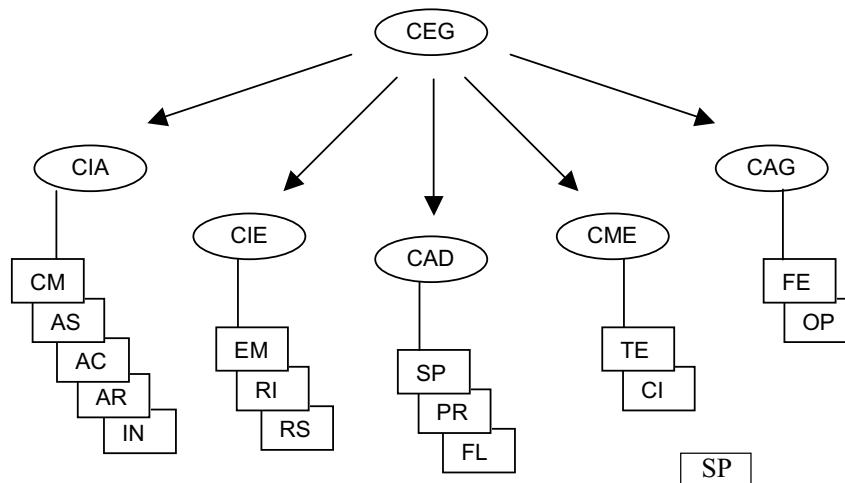 CEG
CIA
CAG
CIE
CAD
CME
CM
AS
AC
AR
IN
EM
RI
RS
SP
PR
FL
TE
CI
FE
OP
SP